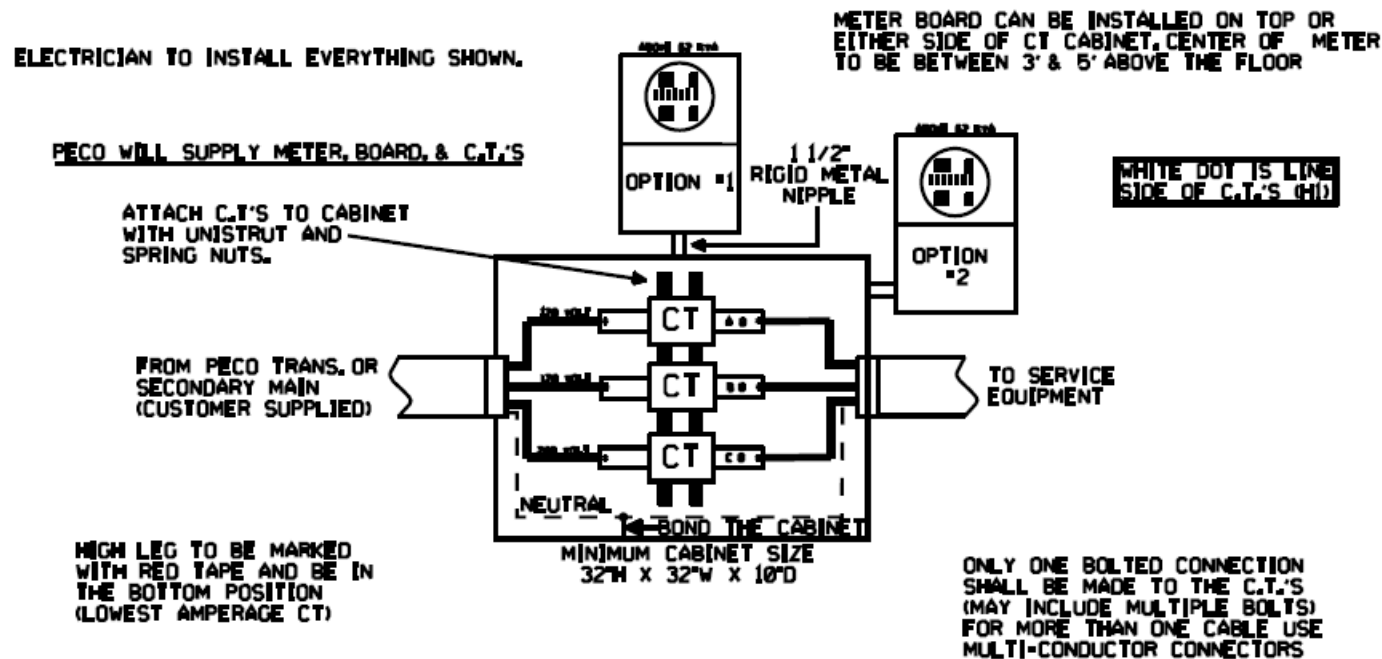 ELECTRICIAN TO INSTALL EVERYTHING SHOWN.
METER BOARD CAN BE INSTALLED ON TOP OR
EITHER SIDE OF CT CABINET. CENTER OF METER
TO BE BETWEEN 3' & 5' ABOVE THE FLOOR
PECO WILL SUPPLY METER, BOARD, & C.T.'S
OPTION #1
1 1/2"
RIGID METAL
NIPPLE
OPTION
#2
WHITE DOT IS LINE
SIDE OF C.T.'S (H1)
ATTACH C.T'S TO CABINET
WITH UNISTRUT AND
SPRING NUTS.
120 VOLT
CT
FROM PECO TRANS. OR
SECONDARY MAIN
(CUSTOMER SUPPLIED)
120 VOLT
CT
TO SERVICE
EQUIPMENT
CT
NEUTRAL
BOND THE CABINET
MINIMUM CABINET SIZE
32"H X 32"W X 10"D
HIGH LEG TO BE MARKED
WITH RED TAPE AND BE IN
THE BOTTOM POSITION
(LOWEST AMPERAGE CT)
ONLY ONE BOLTED CONNECTION
SHALL BE MADE TO THE C.T.'S
(MAY INCLUDE MULTIPLE BOLTS)
FOR MORE THAN ONE CABLE USE
MULTI-CONDUCTOR CONNECTORS